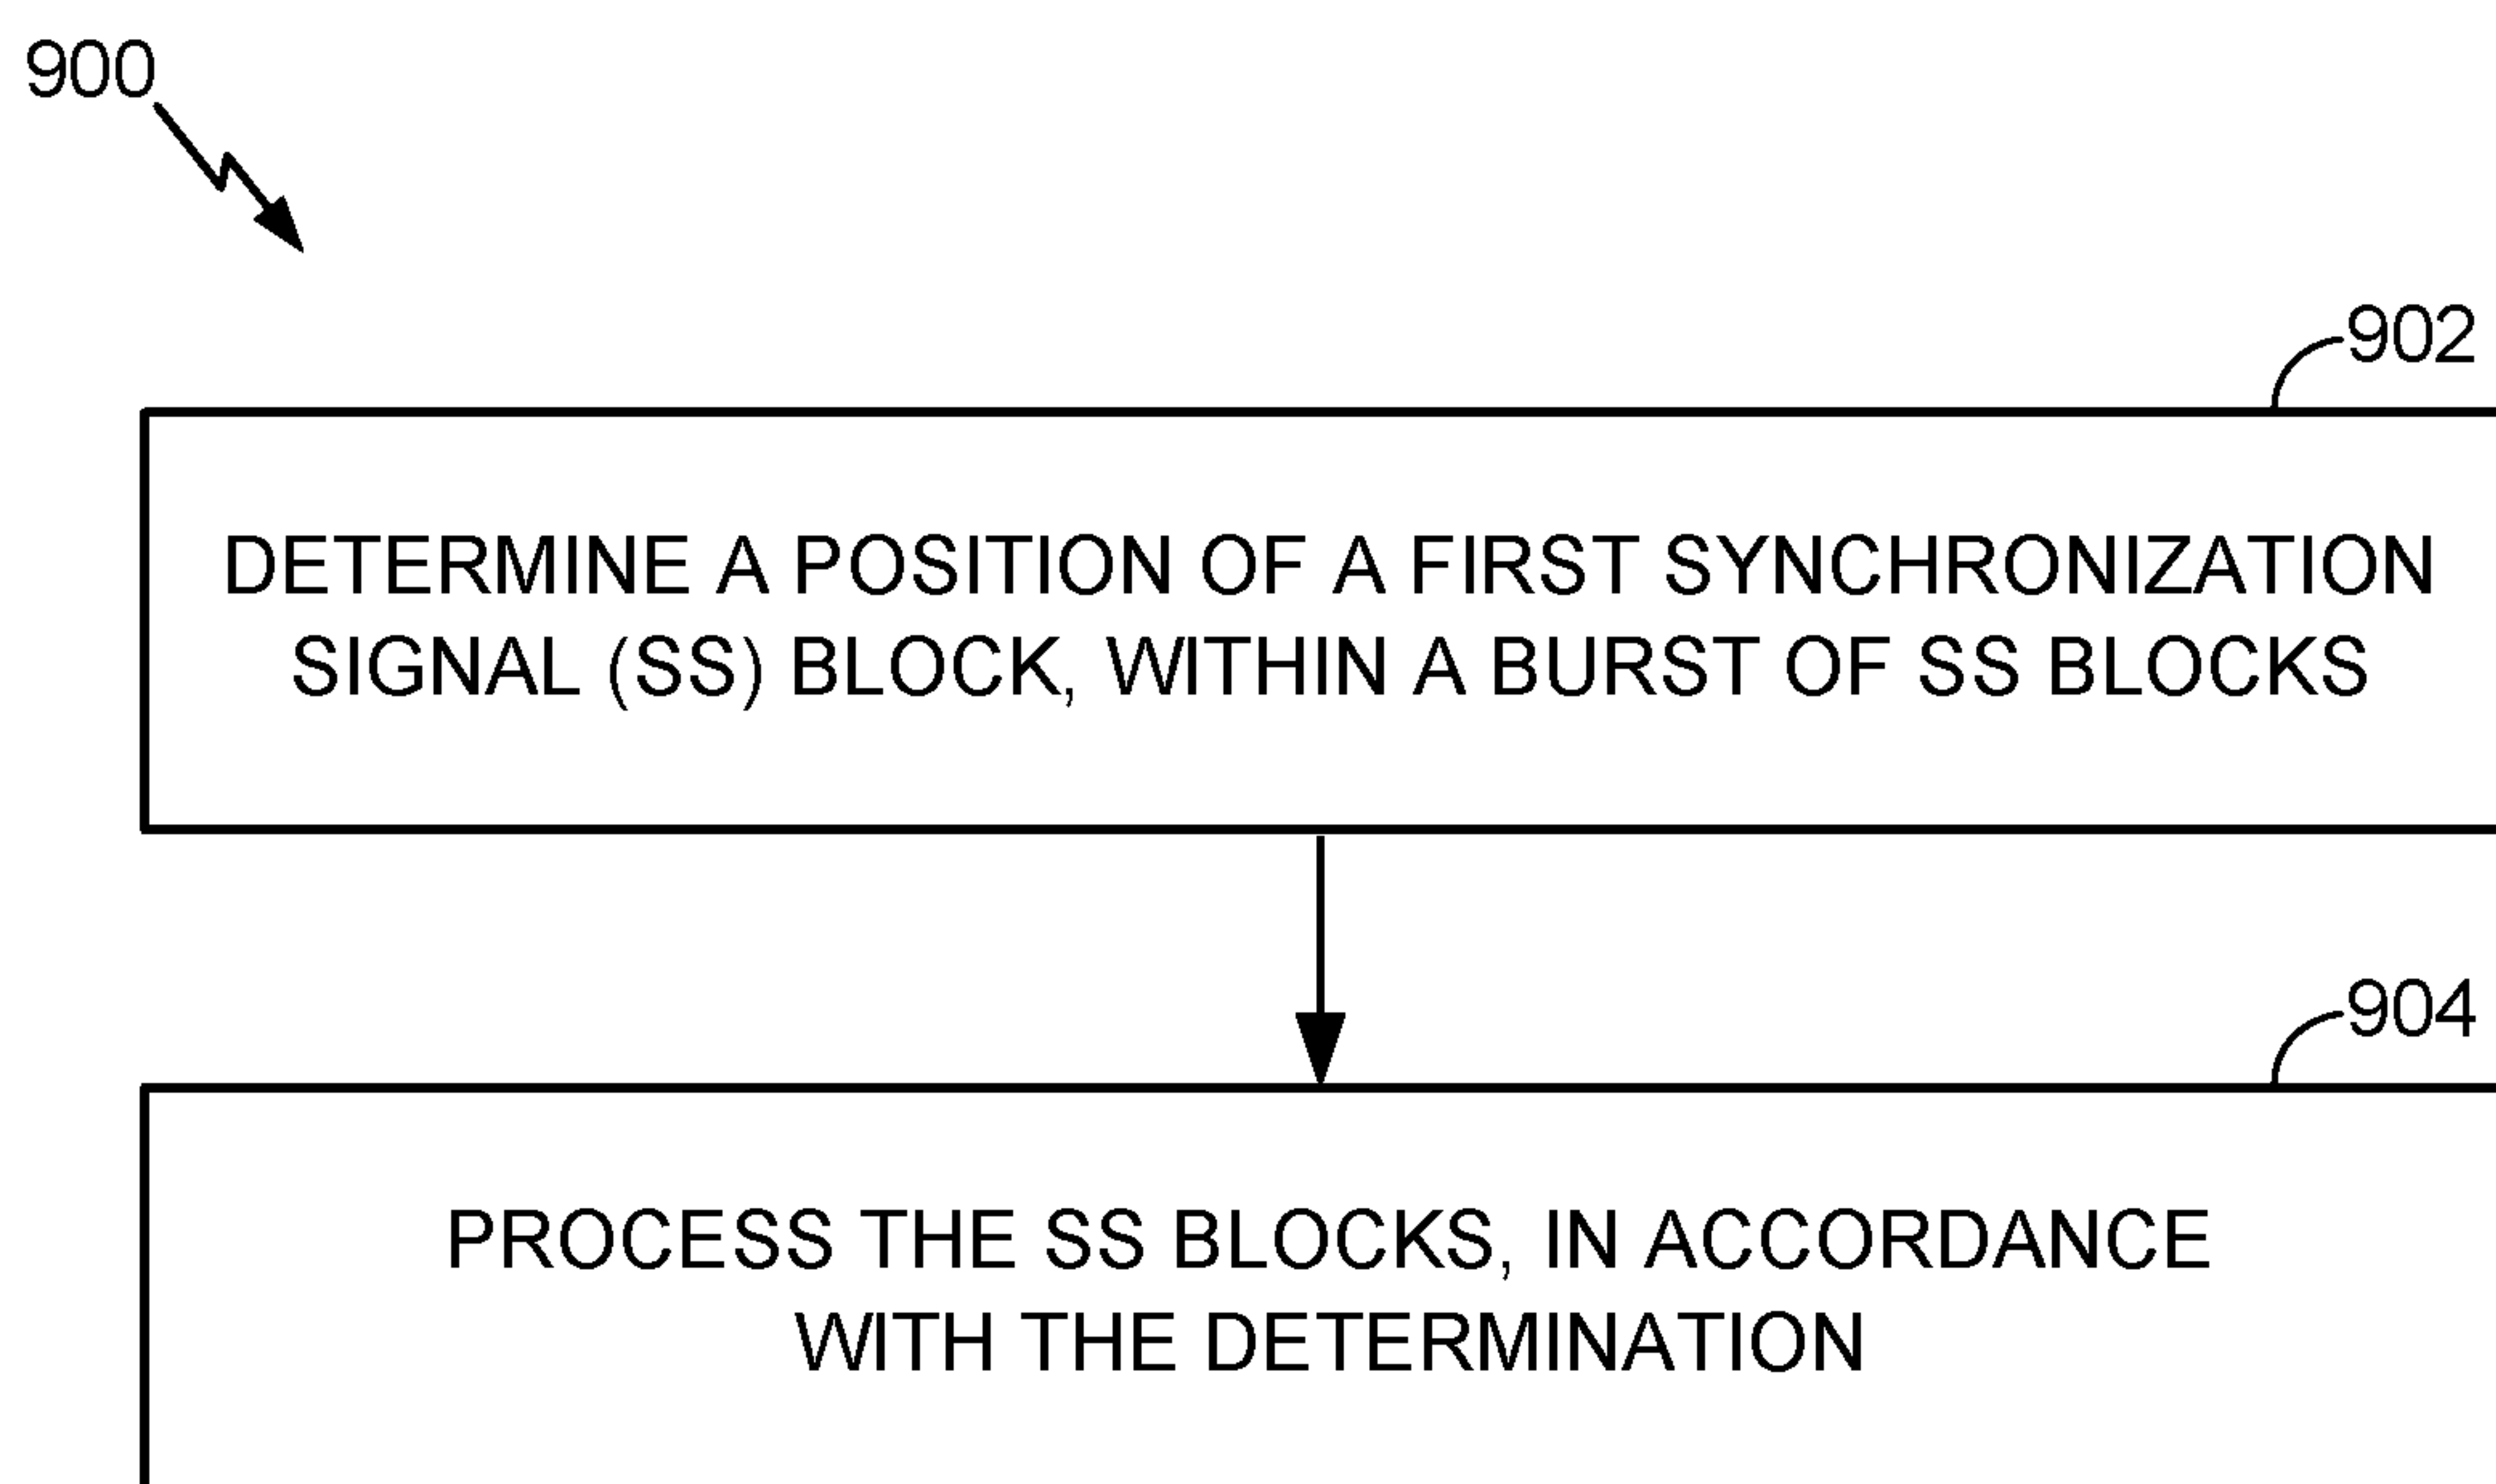 900
902
DETERMINE A POSITION OF A FIRST SYNCHRONIZATION
SIGNAL (SS) BLOCK, WITHIN A BURST OF SS BLOCKS
904
PROCESS THE SS BLOCKS, IN ACCORDANCE
WITH THE DETERMINATION